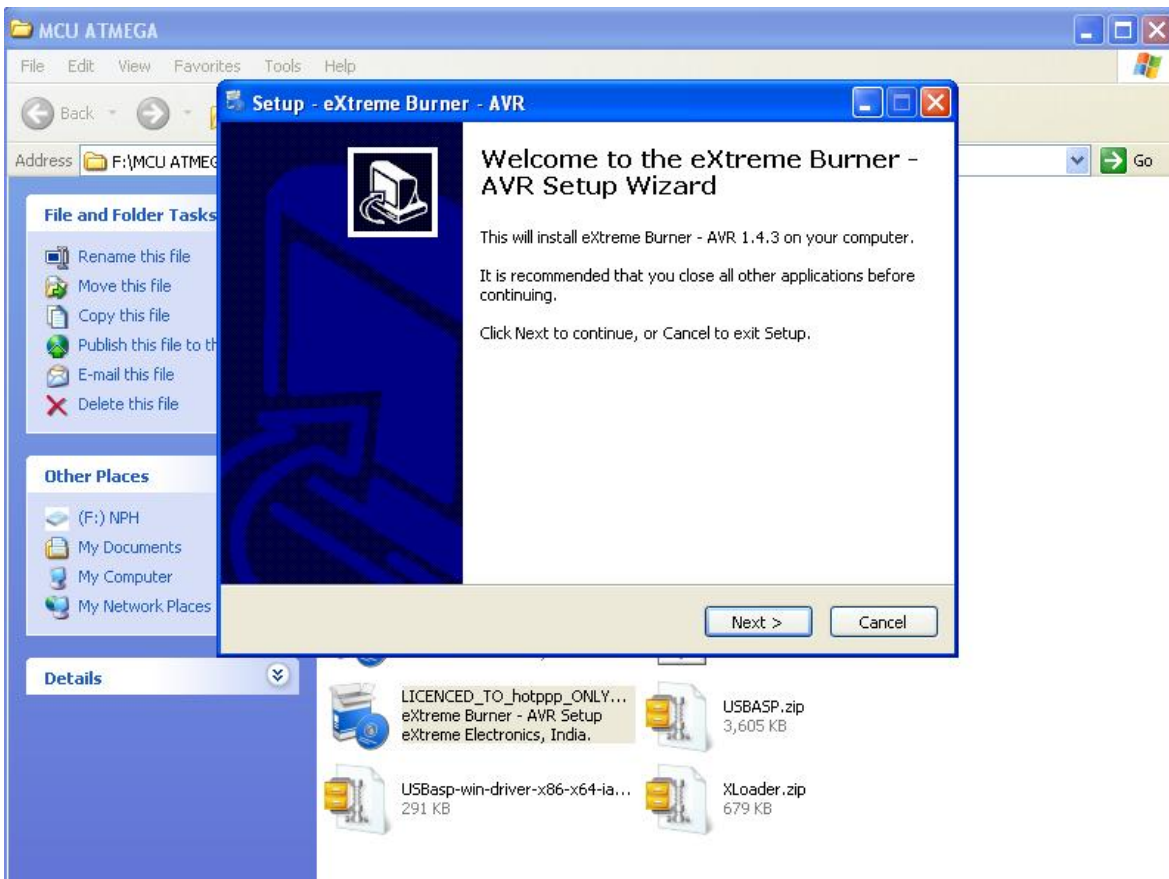 MCU ATMEGA
File Edit View Favorites Tools Help
Back
Address F:\MCU ATMEG
Go
File and Folder Tasks
Rename this file
Move this file
Copy this file
Publish this file to th
E-mail this file
Delete this file
Other Places
(F:) NPH
My Documents
My Computer
My Network Places
Details
Setup - eXtreme Burner - AVR
Welcome to the eXtreme Burner -
AVR Setup Wizard
This will install eXtreme Burner - AVR 1.4.3 on your computer.
It is recommended that you close all other applications before
continuing.
Click Next to continue, or Cancel to exit Setup.
Next >
Cancel
LICENCED_TO_hotppp_ONLY...
eXtreme Burner - AVR Setup
eXtreme Electronics, India.
USBASP.zip
3,605 KB
USBasp-win-driver-x86-x64-ia...
291 KB
XLoader.zip
679 KB